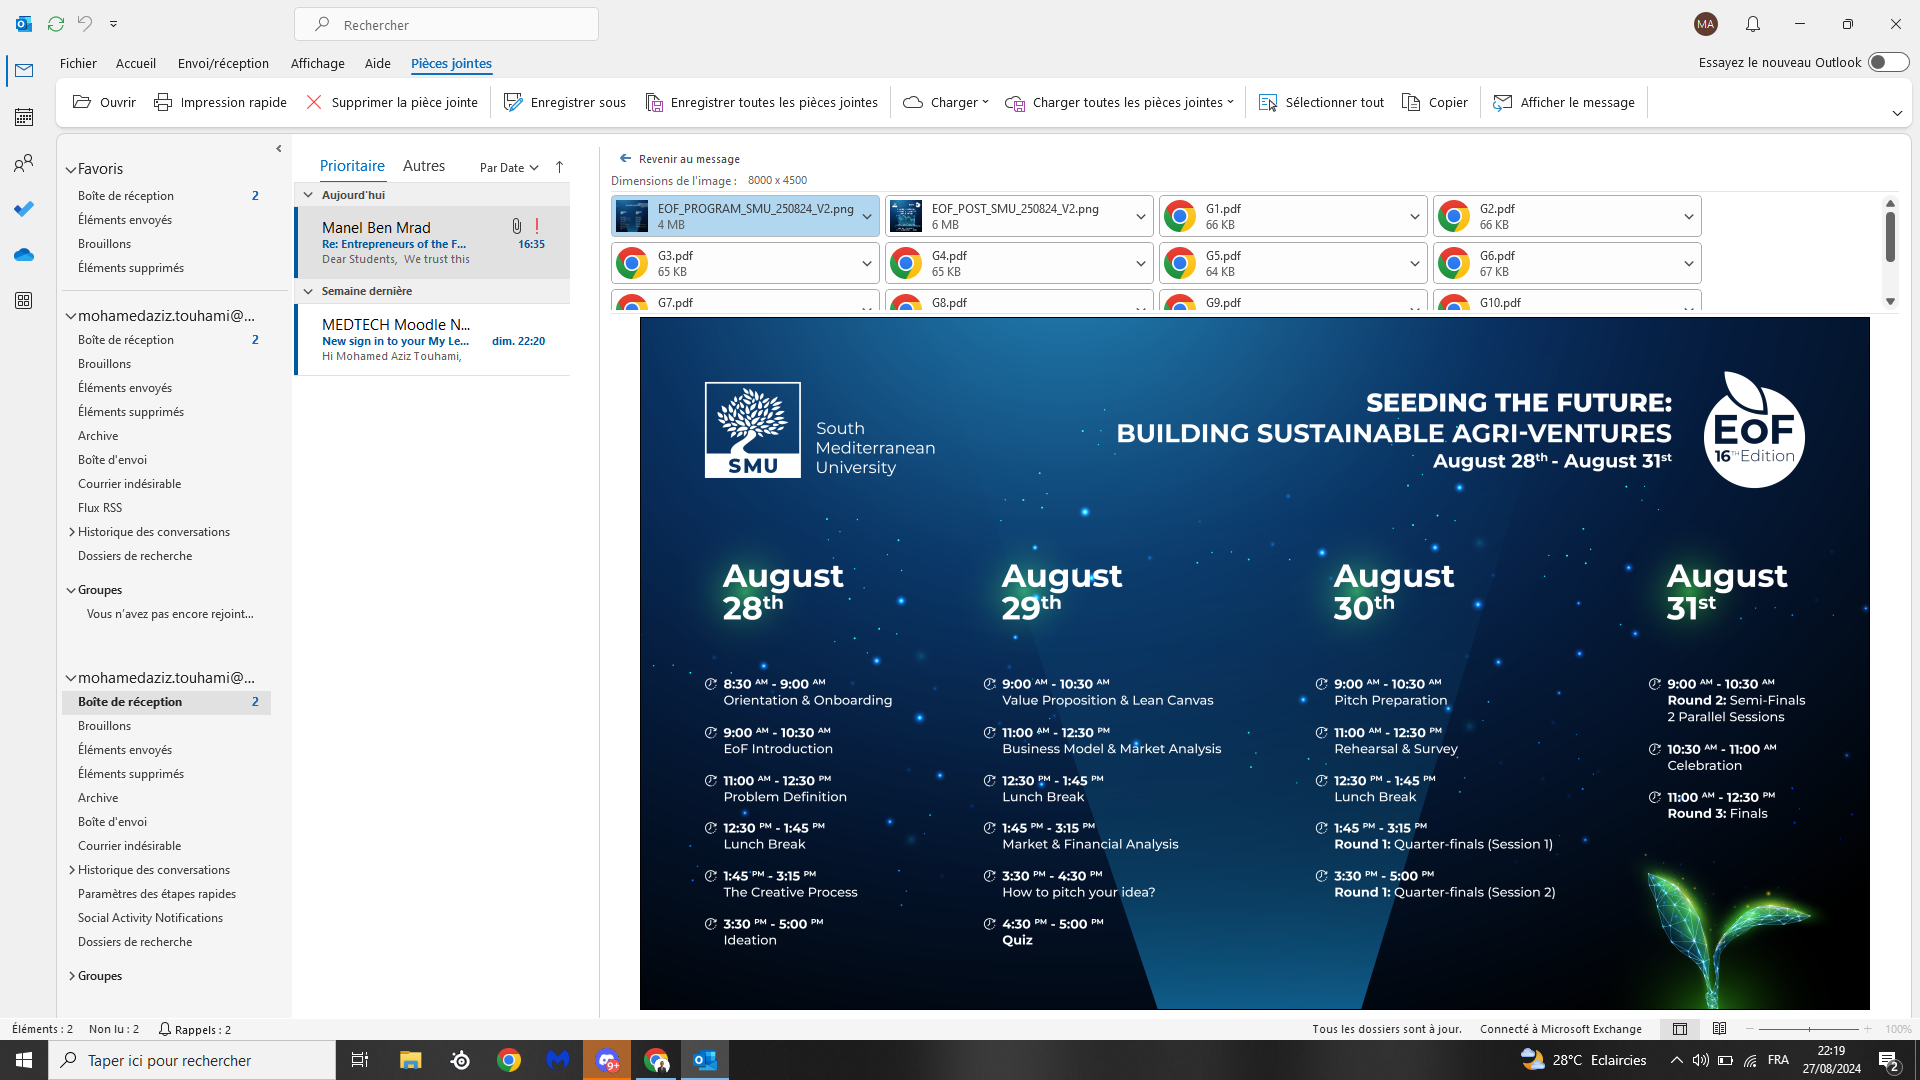 Rechercher
MA
Fichier Accueil Envoi/réception Affichage Aide Pièces jointes
Essayez le nouveau Outlook
Ouvrir Impression rapide Supprimer la pièce jointe Enregistrer sous Enregistrer toutes les pièces jointes Charger Charger toutes les pièces jointes Sélectionner tout Copier Afficher le message
Favoris
Boîte de réception 2
Éléments envoyés
Brouillons
Éléments supprimés
mohamedaziz.touhami@...
Boîte de réception 2
Brouillons
Éléments envoyés
Éléments supprimés
Archive
Boîte d'envoi
Courrier indésirable
Flux RSS
Historique des conversations
Dossiers de recherche
Groupes
Vous n'avez pas encore rejoint...
mohamedaziz.touhami@...
Boîte de réception 2
Brouillons
Éléments envoyés
Éléments supprimés
Archive
Boîte d'envoi
Courrier indésirable
Historique des conversations
Paramètres des étapes rapides
Social Activity Notifications
Dossiers de recherche
Groupes
Prioritaire Autres Par Date
Aujourd'hui
Manel Ben Mrad
Re: Entrepreneurs of the F... 16:35
Dear Students, We trust this
Semaine dernière
MEDTECH Moodle N...
New sign in to your My Le... dim. 22:20
Hi Mohamed Aziz Touhami,
Revenir au message
Dimensions de l'image : 8000 x 4500
EOF_PROGRAM_SMU_250824_V2.png
4 MB
EOF_POST_SMU_250824_V2.png
6 MB
G1.pdf
66 KB
G2.pdf
66 KB
G3.pdf
65 KB
G4.pdf
65 KB
G5.pdf
64 KB
G6.pdf
67 KB
G7.pdf
G8.pdf
G9.pdf
G10.pdf
SMU
South
Mediterranean
University
SEEDING THE FUTURE:
BUILDING SUSTAINABLE AGRI-VENTURES
August 28th - August 31st
EoF
16TH Edition
August
28th
8:30 AM - 9:00 AM
Orientation & Onboarding
9:00 AM - 10:30 AM
EoF Introduction
11:00 AM - 12:30 PM
Problem Definition
12:30 PM - 1:45 PM
Lunch Break
1:45 PM - 3:15 PM
The Creative Process
3:30 PM - 5:00 PM
Ideation
August
29th
9:00 AM - 10:30 AM
Value Proposition & Lean Canvas
11:00 AM - 12:30 PM
Business Model & Market Analysis
12:30 PM - 1:45 PM
Lunch Break
1:45 PM - 3:15 PM
Market & Financial Analysis
3:30 PM - 4:30 PM
How to pitch your idea?
4:30 PM - 5:00 PM
Quiz
August
30th
9:00 AM - 10:30 AM
Pitch Preparation
11:00 AM - 12:30 PM
Rehearsal & Survey
12:30 PM - 1:45 PM
Lunch Break
1:45 PM - 3:15 PM
Round 1: Quarter-finals (Session 1)
3:30 PM - 5:00 PM
Round 1: Quarter-finals (Session 2)
August
31st
9:00 AM - 10:30 AM
Round 2: Semi-Finals
2 Parallel Sessions
10:30 AM - 11:00 AM
Celebration
11:00 AM - 12:30 PM
Round 3: Finals
Éléments : 2 Non lu : 2 Rappels : 2
Tous les dossiers sont à jour. Connecté à Microsoft Exchange 100%
Taper ici pour rechercher
9+
28°C Eclaircies
FRA
22:19
27/08/2024
2